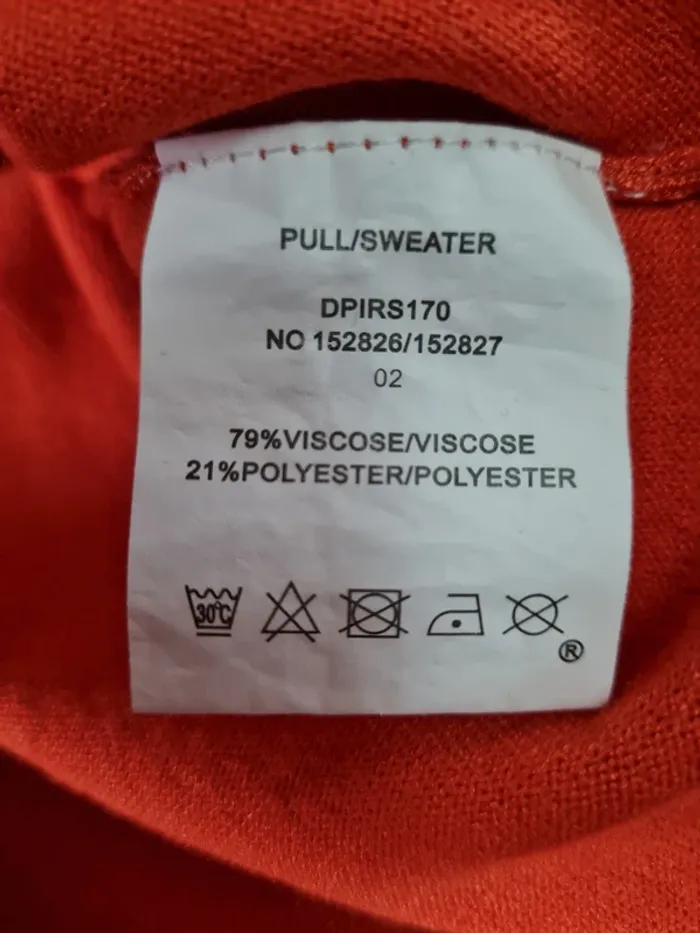 PULL/SWEATER
DPIRS170
NO 152826/152827
02
79%VISCOSE/VISCOSE
21%POLYESTER/POLYESTER
30°C
®